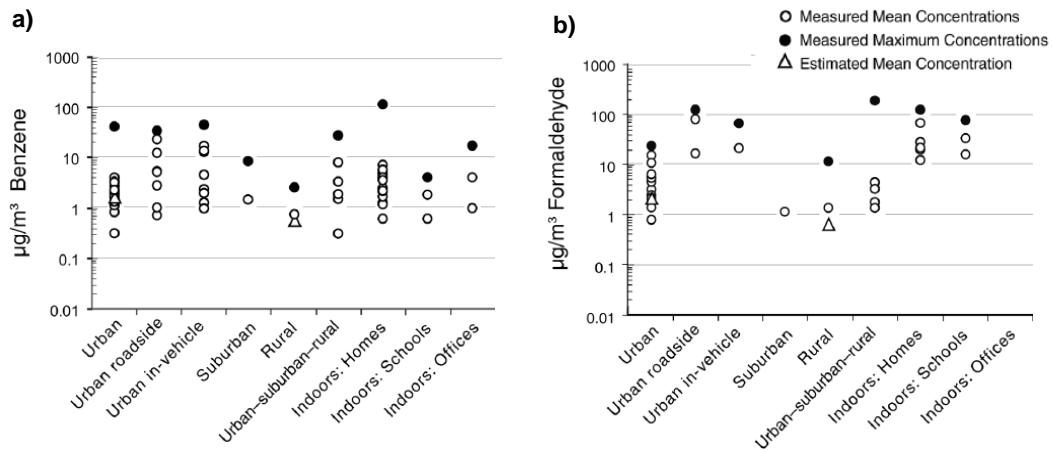 a)
µg/m³ Benzene
1000
100
10
1
0.1
0.01
Urban
Urban roadside
Urban in-vehicle
Suburban
Rural
Urban–suburban–rural
Indoors: Homes
Indoors: Schools
Indoors: Offices
b)
Measured Mean Concentrations
Measured Maximum Concentrations
Estimated Mean Concentration
µg/m³ Formaldehyde
1000
100
10
1
0.1
0.01
Urban
Urban roadside
Urban in-vehicle
Suburban
Rural
Urban–suburban–rural
Indoors: Homes
Indoors: Schools
Indoors: Offices